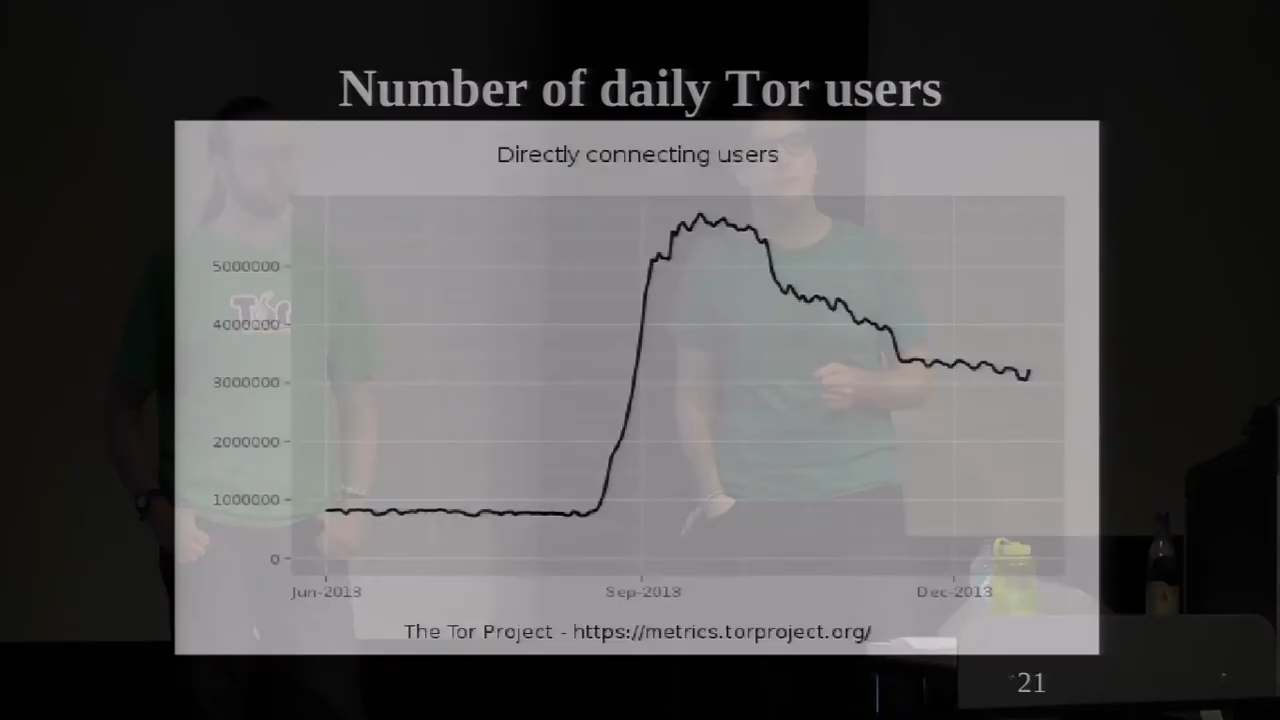 Number of daily Tor users
Directly connecting users
5000000
Tor
4000000
3000000
2000000
1000000
0
Jun-2013 Sep-2013 Dec-2013
The Tor Project - https://metrics.torproject.org/
21